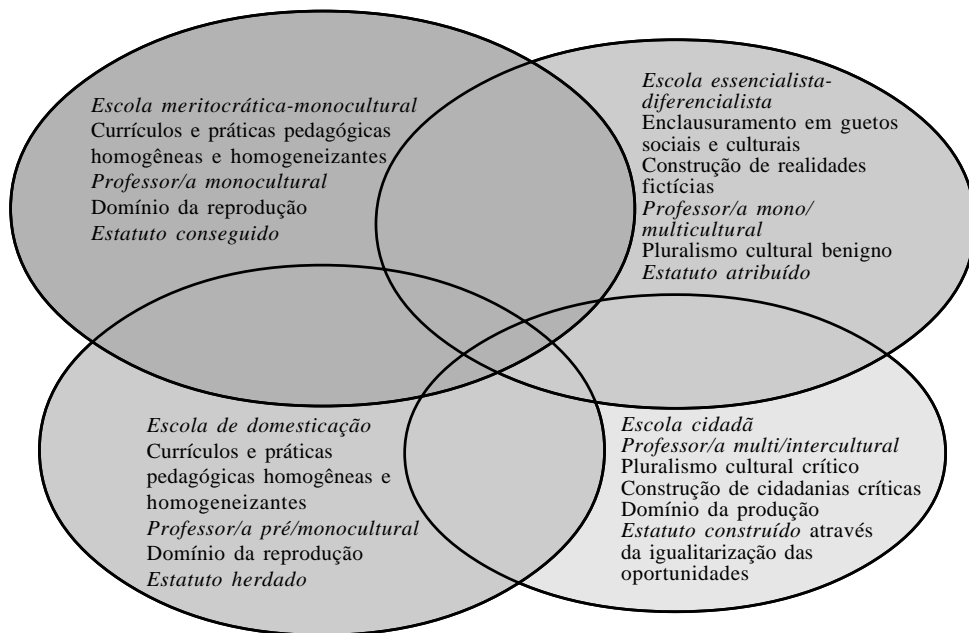 Escola meritocrática-monocultural
Currículos e práticas pedagógicas
homogêneas e homogeneizantes
Professor/a monocultural
Domínio da reprodução
Estatuto conseguido
Escola essencialista-
diferencialista
Enclausuramento em guetos
sociais e culturais
Construção de realidades
fictícias
Professor/a mono/
multicultural
Pluralismo cultural benigno
Estatuto atribuído
Escola de domesticação
Currículos e práticas
pedagógicas homogêneas e
homogeneizantes
Professor/a pré/monocultural
Domínio da reprodução
Estatuto herdado
Escola cidadã
Professor/a multi/intercultural
Pluralismo cultural crítico
Construção de cidadanias críticas
Domínio da produção
Estatuto construído através
da igualitarização das
oportunidades